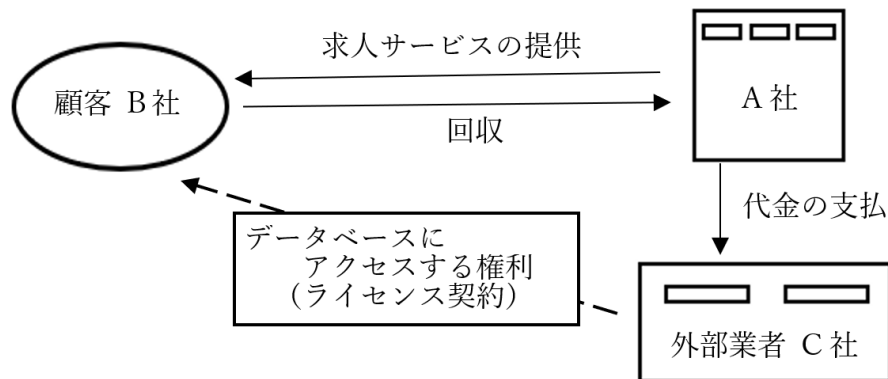 求人サービスの提供
顧客 B社
A 社
回収
代金の支払
データベースに
アクセスする権利
（ライセンス契約）
外部業者 C 社